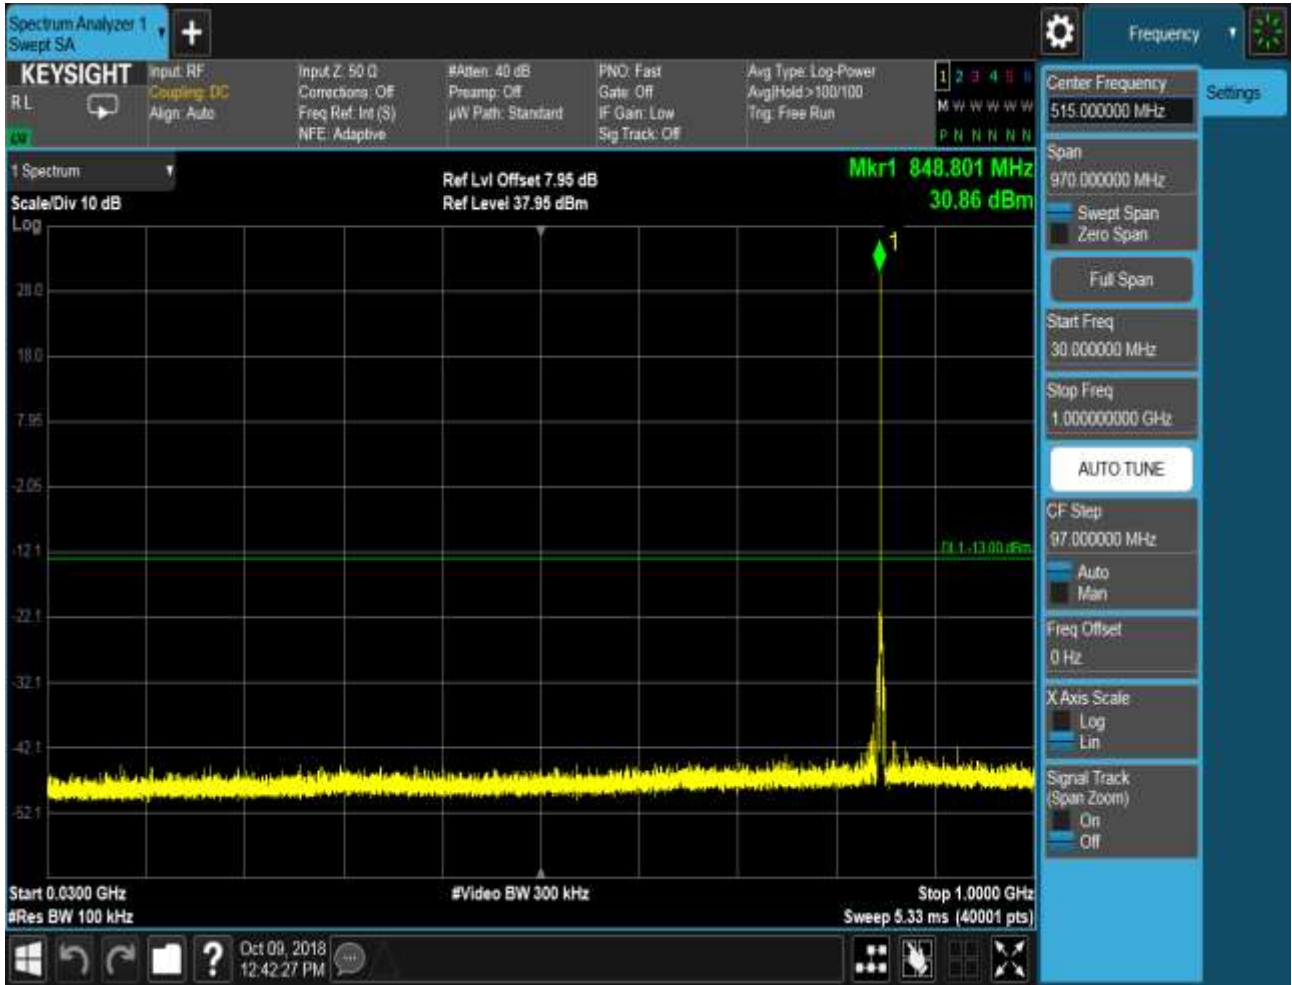 Spectrum Analyzer 1
Swept SA
+
Frequency
KEYSIGHT
R L
Input: RF
Coupling: DC
Align: Auto
Input Z: 50 Ω
Corrections: Off
Freq Ref: Int (S)
NFE: Adaptive
#Atten: 40 dB
Preamp: Off
µW Path: Standard
PNO: Fast
Gate: Off
IF Gain: Low
Sig Track: Off
Avg Type: Log-Power
Avg|Hold:>100/100
Trig: Free Run
1 2 3 4 5 6
M W W W W W
P N N N N N
1 Spectrum
Scale/Div 10 dB
Log
Ref Lvl Offset 7.95 dB
Ref Level 37.95 dBm
Mkr1 848.801 MHz
30.86 dBm
1
28.0
18.0
7.95
-2.05
-12.1
DL1 -13.00 dBm
-22.1
-32.1
-42.1
-52.1
Start 0.0300 GHz
#Res BW 100 kHz
#Video BW 300 kHz
Stop 1.0000 GHz
Sweep 5.33 ms (40001 pts)
Oct 09, 2018
12:42:27 PM
?
Center Frequency
515.000000 MHz
Settings
Span
970.000000 MHz
Swept Span
Zero Span
Full Span
Start Freq
30.000000 MHz
Stop Freq
1.000000000 GHz
AUTO TUNE
CF Step
97.000000 MHz
Auto
Man
Freq Offset
0 Hz
X Axis Scale
Log
Lin
Signal Track
(Span Zoom)
On
Off